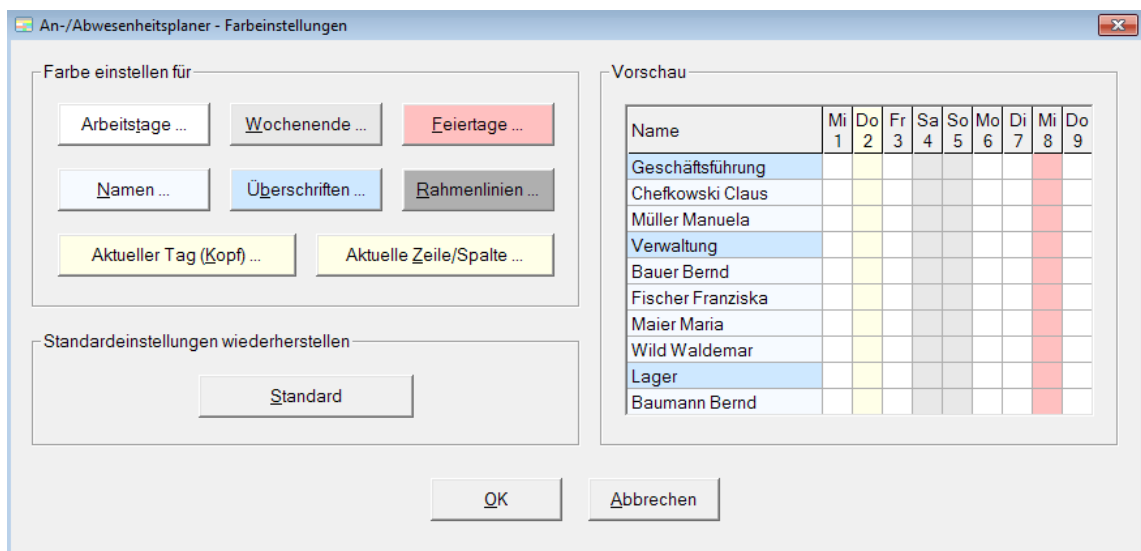 An-/Abwesenheitsplaner - Farbeinstellungen
Farbe einstellen für
Arbeitstage ... Wochenende ... Feiertage ...
Namen ... Überschriften ... Rahmenlinien ...
Aktueller Tag (Kopf) ... Aktuelle Zeile/Spalte ...
Standardeinstellungen wiederherstellen
Standard
Vorschau
Name Mi Do Fr Sa So Mo Di Mi Do
1 2 3 4 5 6 7 8 9
Geschäftsführung
Chefkowski Claus
Müller Manuela
Verwaltung
Bauer Bernd
Fischer Franziska
Maier Maria
Wild Waldemar
Lager
Baumann Bernd
OK Abbrechen